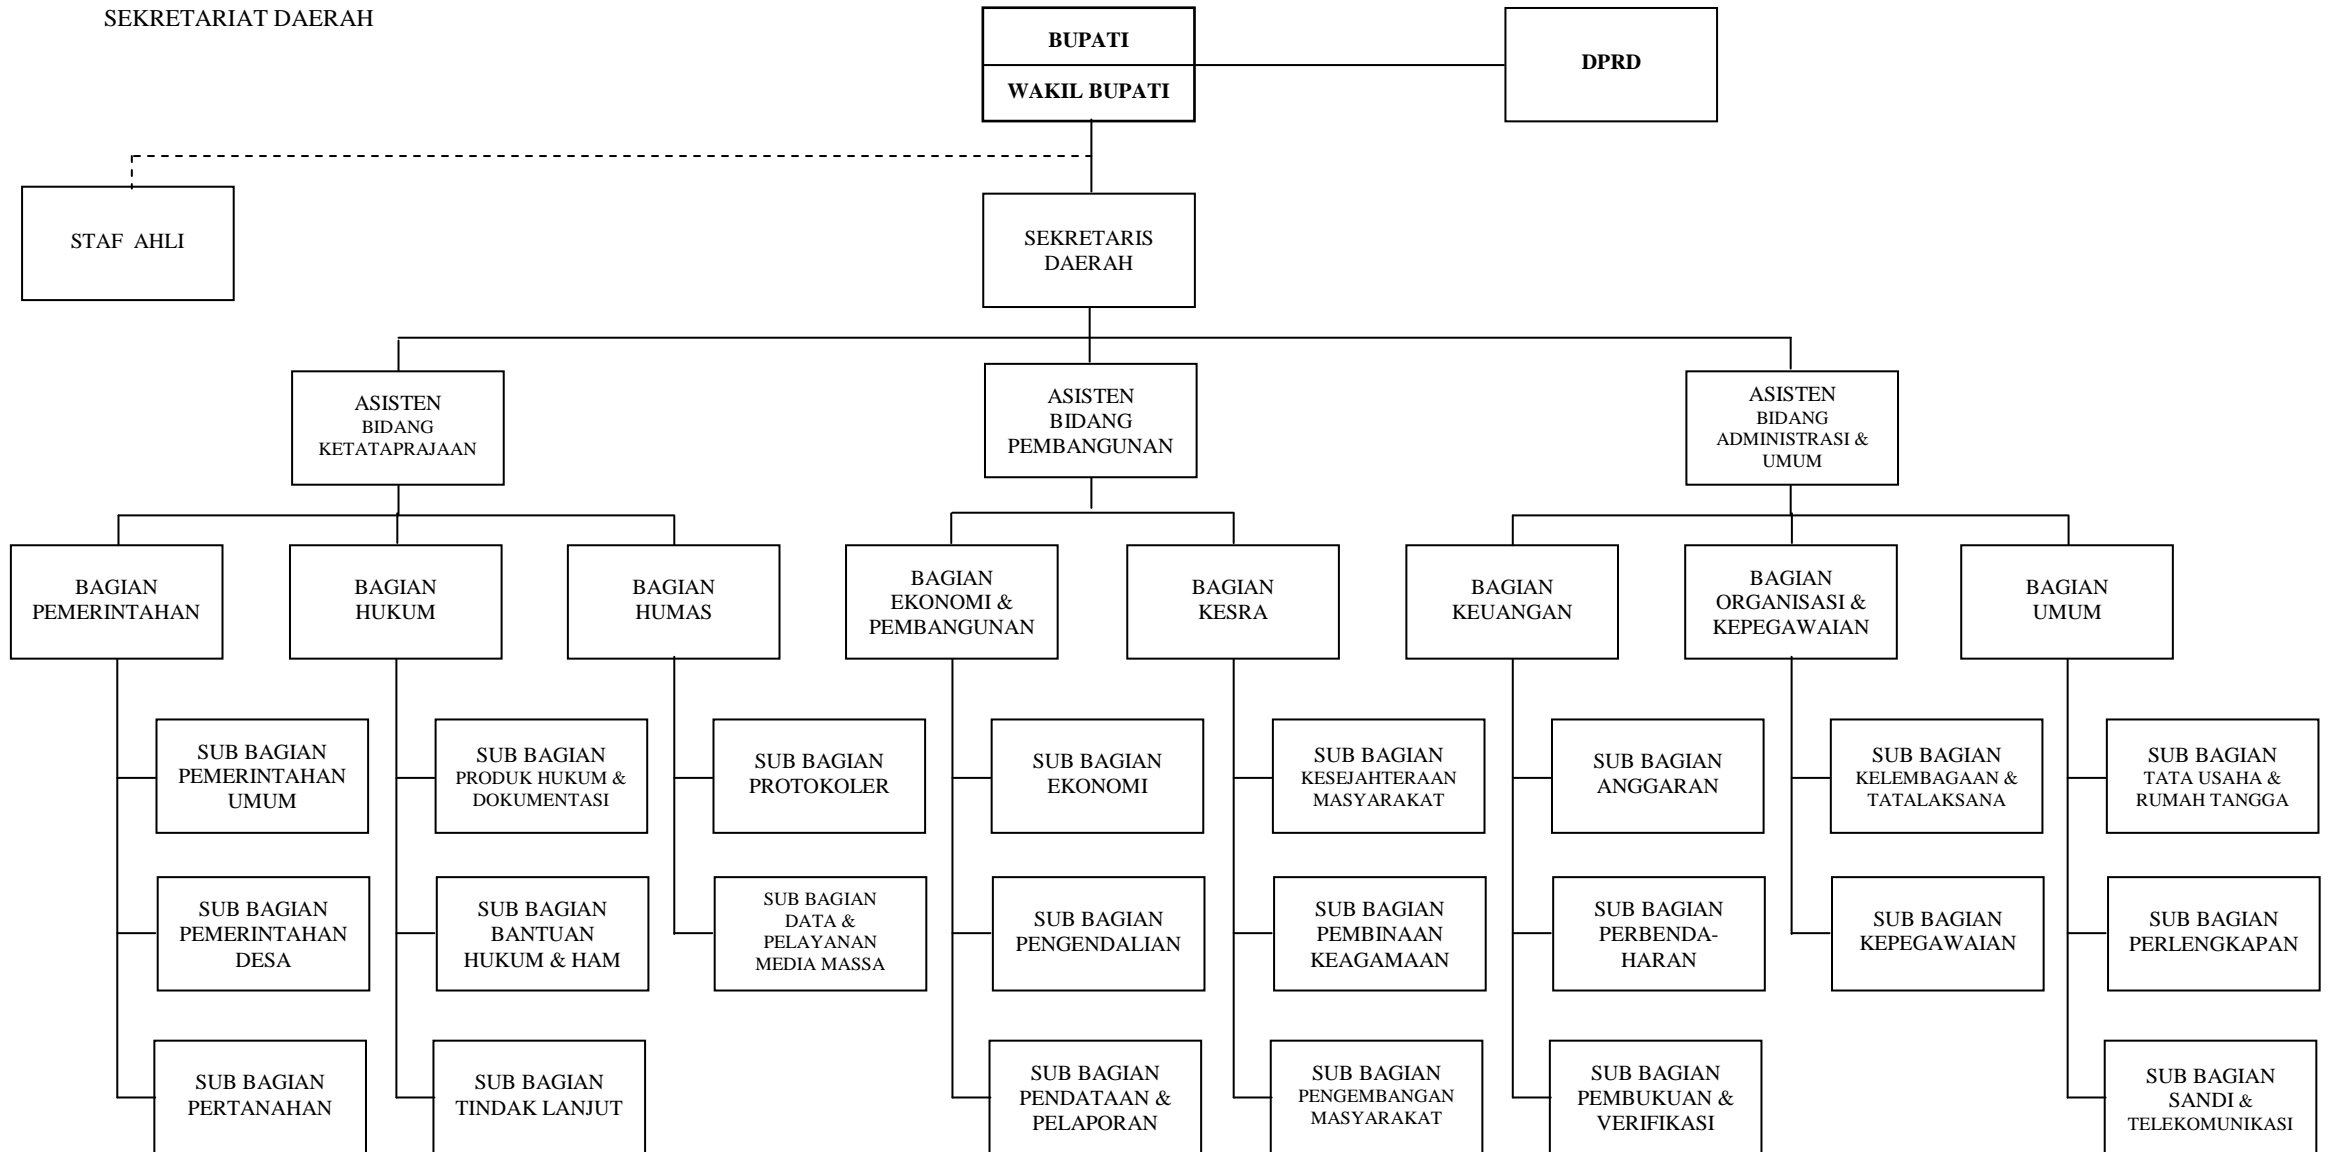 SEKRETARIAT DAERAH
BUPATI
WAKIL BUPATI
DPRD
STAF AHLI
SEKRETARIS
DAERAH
ASISTEN
BIDANG
KETATAPRAJAAN
ASISTEN
BIDANG
PEMBANGUNAN
ASISTEN
BIDANG
ADMINISTRASI &
UMUM
BAGIAN
PEMERINTAHAN
BAGIAN
HUKUM
BAGIAN
HUMAS
BAGIAN
EKONOMI &
PEMBANGUNAN
BAGIAN
KESRA
BAGIAN
KEUANGAN
BAGIAN
ORGANISASI &
KEPEGAWAIAN
BAGIAN
UMUM
SUB BAGIAN
PEMERINTAHAN
UMUM
SUB BAGIAN
PRODUK HUKUM &
DOKUMENTASI
SUB BAGIAN
PROTOKOLER
SUB BAGIAN
EKONOMI
SUB BAGIAN
KESEJAHTERAAN
MASYARAKAT
SUB BAGIAN
ANGGARAN
SUB BAGIAN
KELEMBAGAAN &
TATALAKSANA
SUB BAGIAN
TATA USAHA &
RUMAH TANGGA
SUB BAGIAN
PEMERINTAHAN
DESA
SUB BAGIAN
BANTUAN
HUKUM & HAM
SUB BAGIAN
DATA &
PELAYANAN
MEDIA MASSA
SUB BAGIAN
PENGENDALIAN
SUB BAGIAN
PEMBINAAN
KEAGAMAAN
SUB BAGIAN
PERBENDA-
HARAN
SUB BAGIAN
KEPEGAWAIAN
SUB BAGIAN
PERLENGKAPAN
SUB BAGIAN
PERTANAHAN
SUB BAGIAN
TINDAK LANJUT
SUB BAGIAN
PENDATAAN &
PELAPORAN
SUB BAGIAN
PENGEMBANGAN
MASYARAKAT
SUB BAGIAN
PEMBUKUAN &
VERIFIKASI
SUB BAGIAN
SANDI &
TELEKOMUNIKASI